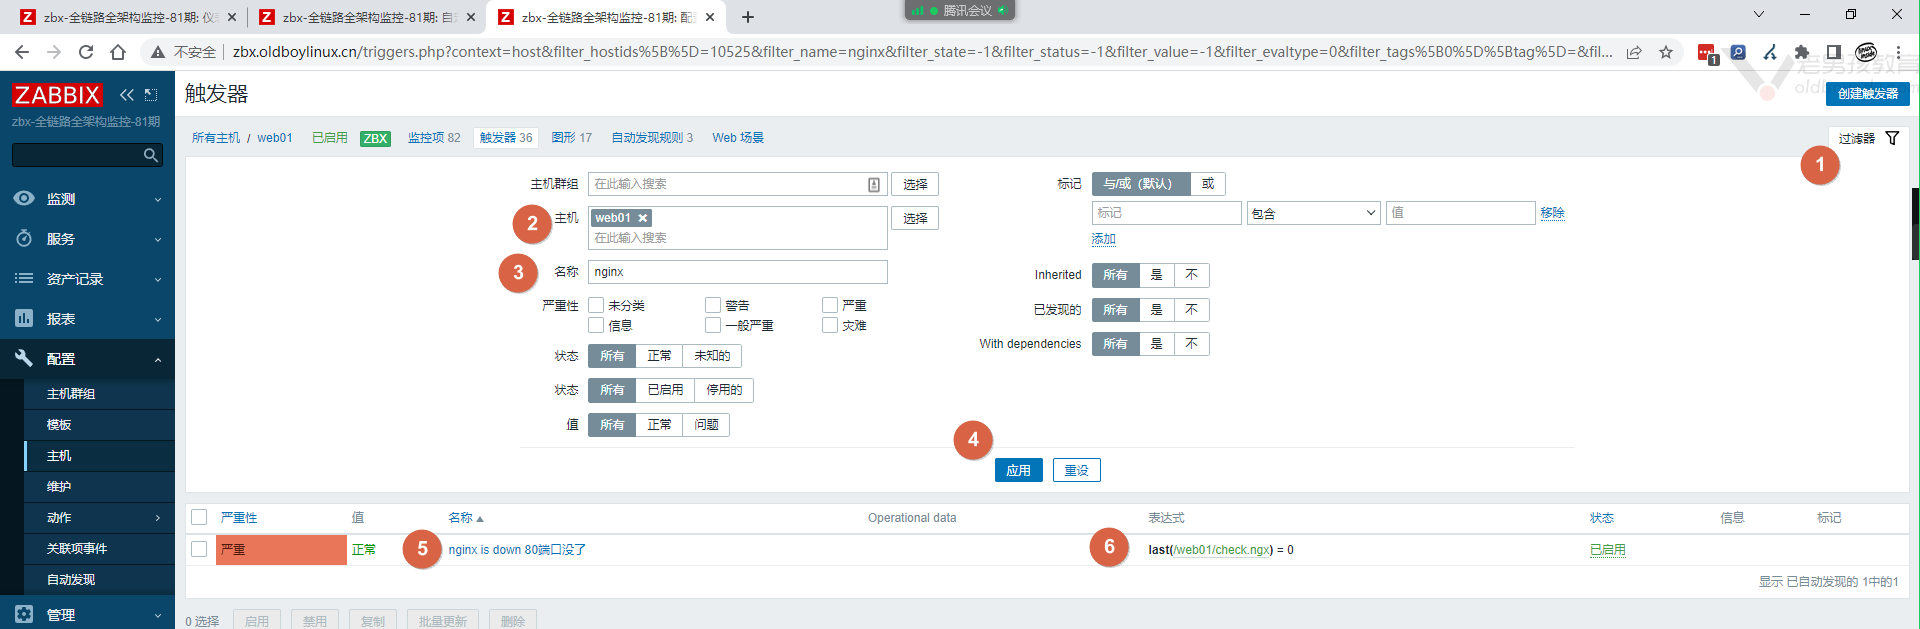 zbx-全链路全架构监控-81期: 仪
zbx-全链路全架构监控-81期: 自
zbx-全链路全架构监控-81期: 配
腾讯会议
不安全 | zbx.oldboylinux.cn/triggers.php?context=host&filter_hostids%5B%5D=10525&filter_name=nginx&filter_state=-1&filter_status=-1&filter_value=-1&filter_evaltype=0&filter_tags%5B0%5D%5Btag%5D=&fil...
1
老男孩教育
ZABBIX
zbx-全链路全架构监控-81期
触发器
创建触发器
所有主机 / web01 已启用 ZBX 监控项 82 触发器 36 图形 17 自动发现规则 3 Web 场景
过滤器
1
监测
服务
资产记录
报表
配置
主机群组
模板
主机
维护
动作
关联项事件
自动发现
管理
主机群组 在此输入搜索 选择
2 主机 web01 选择
在此输入搜索
3 名称 nginx
严重性 未分类 警告 严重
信息 一般严重 灾难
状态 所有 正常 未知的
状态 所有 已启用 停用的
值 所有 正常 问题
标记 与/或（默认） 或
标记 包含 值 移除
添加
Inherited 所有 是 不
已发现的 所有 是 不
With dependencies 所有 是 不
4
应用 重设
严重性 值 名称 Operational data 表达式 状态 信息 标记
严重 正常 5 nginx is down 80端口没了 6 last(/web01/check.ngx) = 0 已启用
显示 已自动发现的 1中的1
0 选择 启用 禁用 复制 批量更新 删除